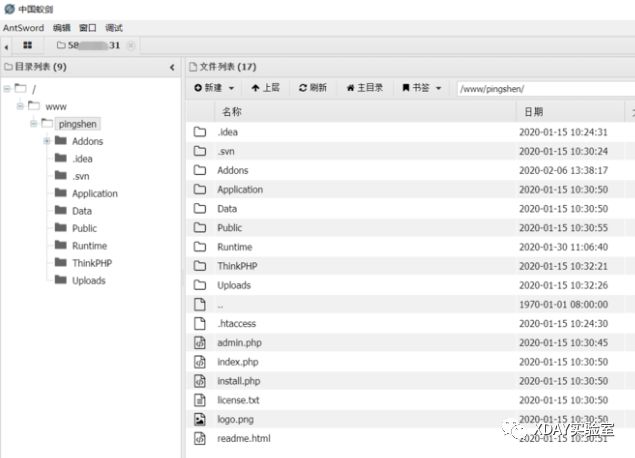 中国蚁剑
AntSword 编辑 窗口 调试
58 .31
目录列表 (9)
/
www
pingshen
Addons
.idea
.svn
Application
Data
Public
Runtime
ThinkPHP
Uploads
文件列表 (17)
新建 上层 刷新 主目录 书签 /www/pingshen/
名称 日期
.idea 2020-01-15 10:24:31
.svn 2020-01-15 10:30:24
Addons 2020-02-06 13:38:17
Application 2020-01-15 10:30:50
Data 2020-01-15 10:30:50
Public 2020-01-15 10:30:55
Runtime 2020-01-30 11:06:40
ThinkPHP 2020-01-15 10:32:21
Uploads 2020-01-15 10:32:26
.. 1970-01-01 08:00:00
.htaccess 2020-01-15 10:24:30
admin.php 2020-01-15 10:30:45
index.php 2020-01-15 10:30:50
install.php 2020-01-15 10:30:50
license.txt 2020-01-15 10:30:50
logo.png 2020-01-15 10:30:50
readme.html 2020-01-15 10:30:51
XDAY实验室